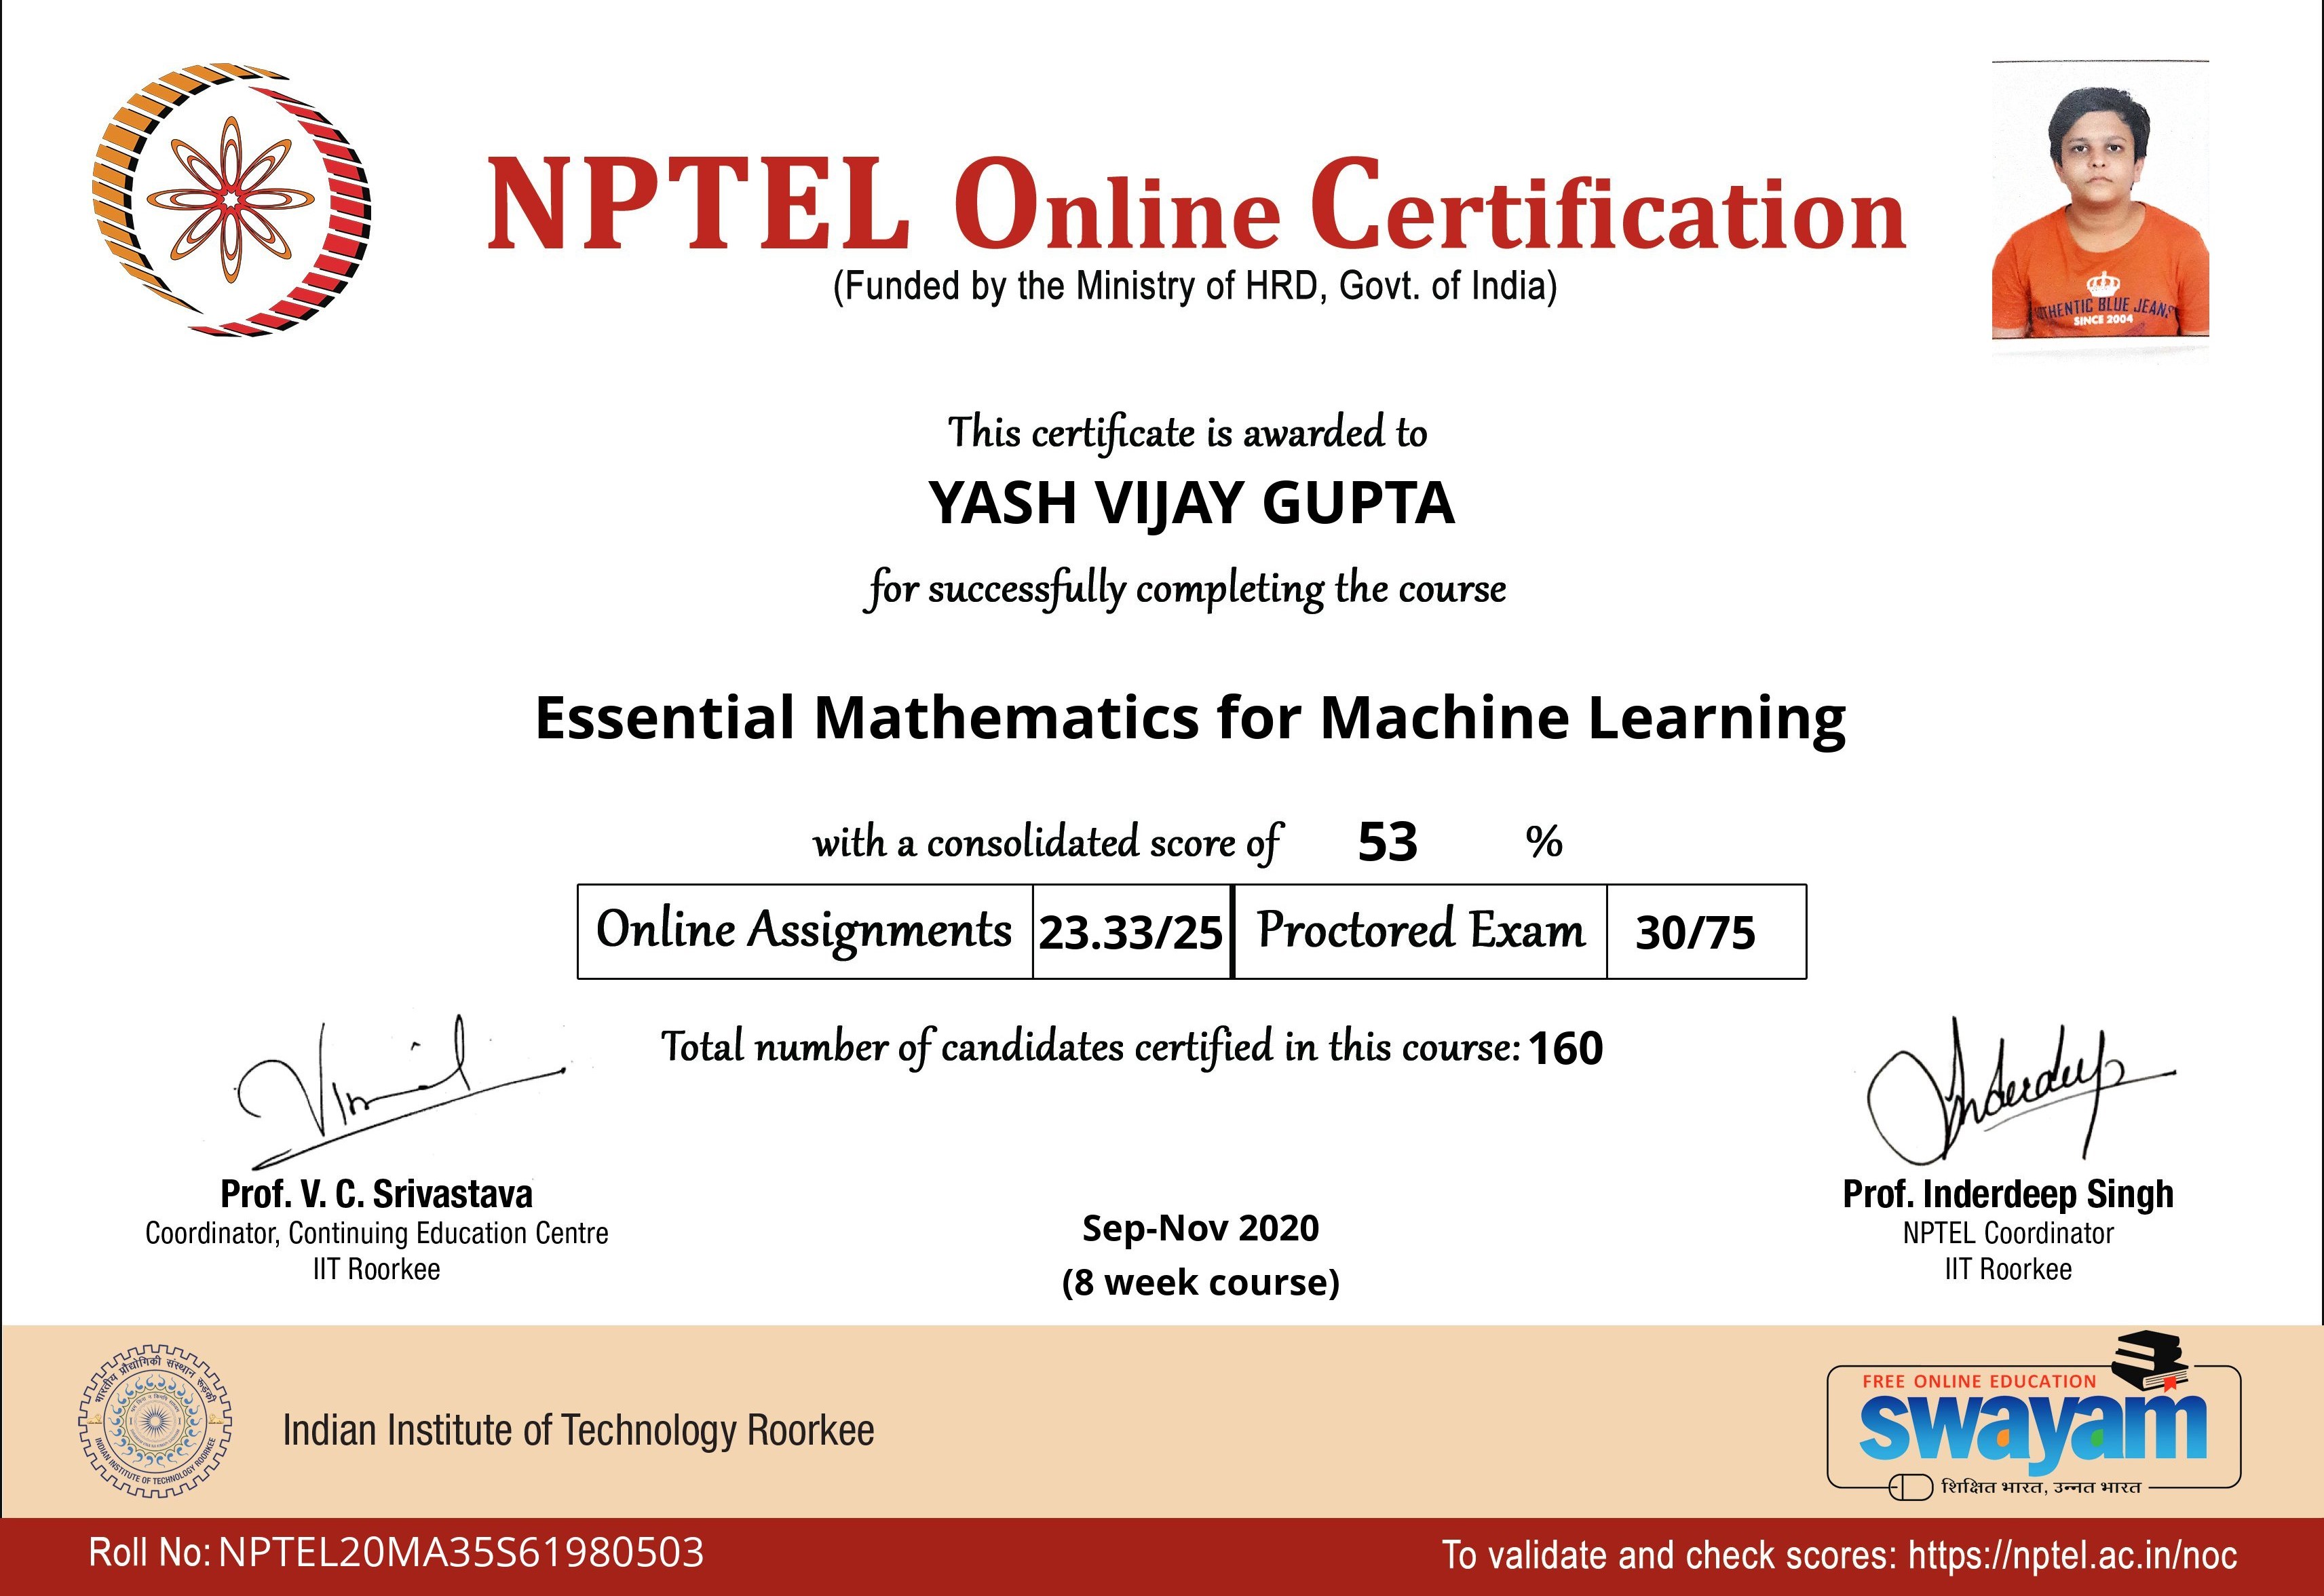 NPTEL Online Certification
(Funded by the Ministry of HRD, Govt. of India)
THENTIC BLUE JEANS
SINCE 2004
This certificate is awarded to
YASH VIJAY GUPTA
for successfully completing the course
Essential Mathematics for Machine Learning
with a consolidated score of 53 %
Online Assignments 23.33/25 Proctored Exam 30/75
Total number of candidates certified in this course: 160
Inderdeep
Prof. V. C. Srivastava
Coordinator, Continuing Education Centre
IIT Roorkee
Sep-Nov 2020
(8 week course)
Prof. Inderdeep Singh
NPTEL Coordinator
IIT Roorkee
भारतीय प्रौद्योगिकी संस्थान रुड़की
INDIAN INSTITUTE OF TECHNOLOGY ROORKEE
Indian Institute of Technology Roorkee
FREE ONLINE EDUCATION
swayam
शिक्षित भारत, उन्नत भारत
Roll No: NPTEL20MA35S61980503
To validate and check scores: https://nptel.ac.in/noc